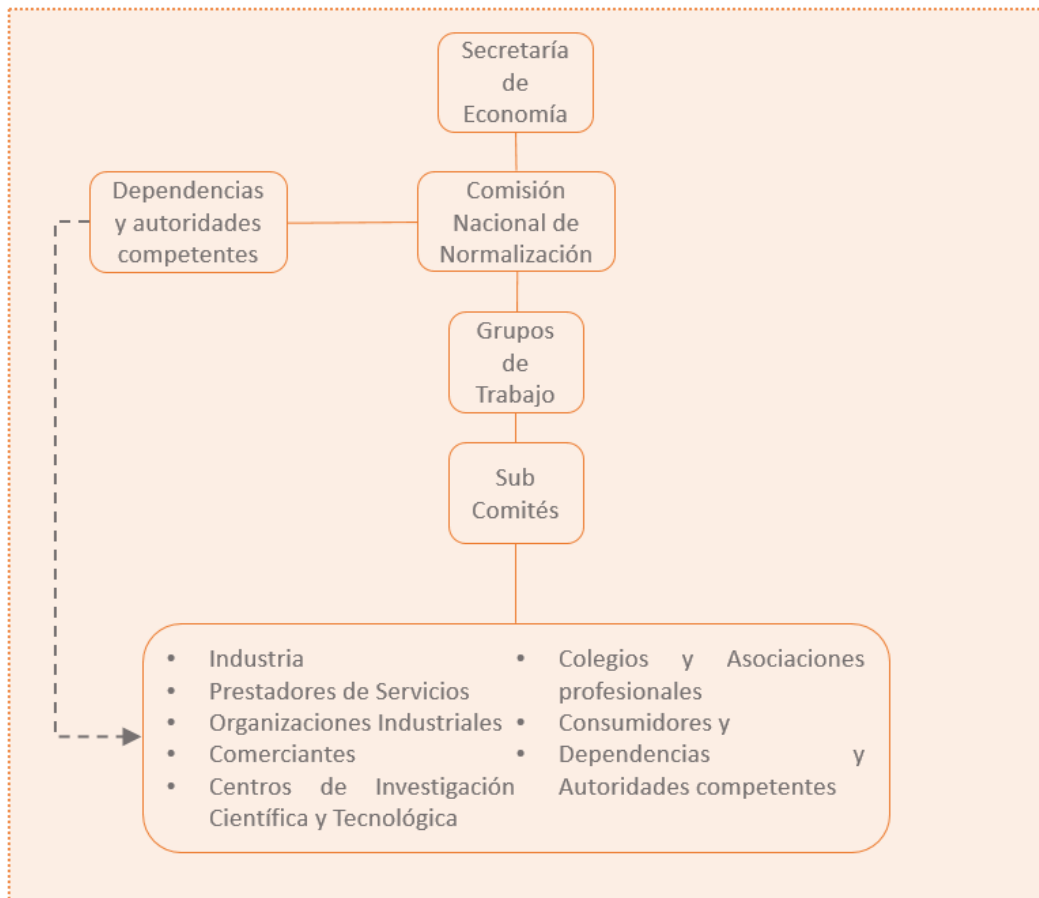 Secretaría
de
Economía
Dependencias
y autoridades
competentes
Comisión
Nacional de
Normalización
Grupos
de
Trabajo
Sub
Comités
• Industria
• Prestadores de Servicios
• Organizaciones Industriales
• Comerciantes
• Centros de Investigación
Científica y Tecnológica
• Colegios y Asociaciones
profesionales
• Consumidores y
• Dependencias y
Autoridades competentes